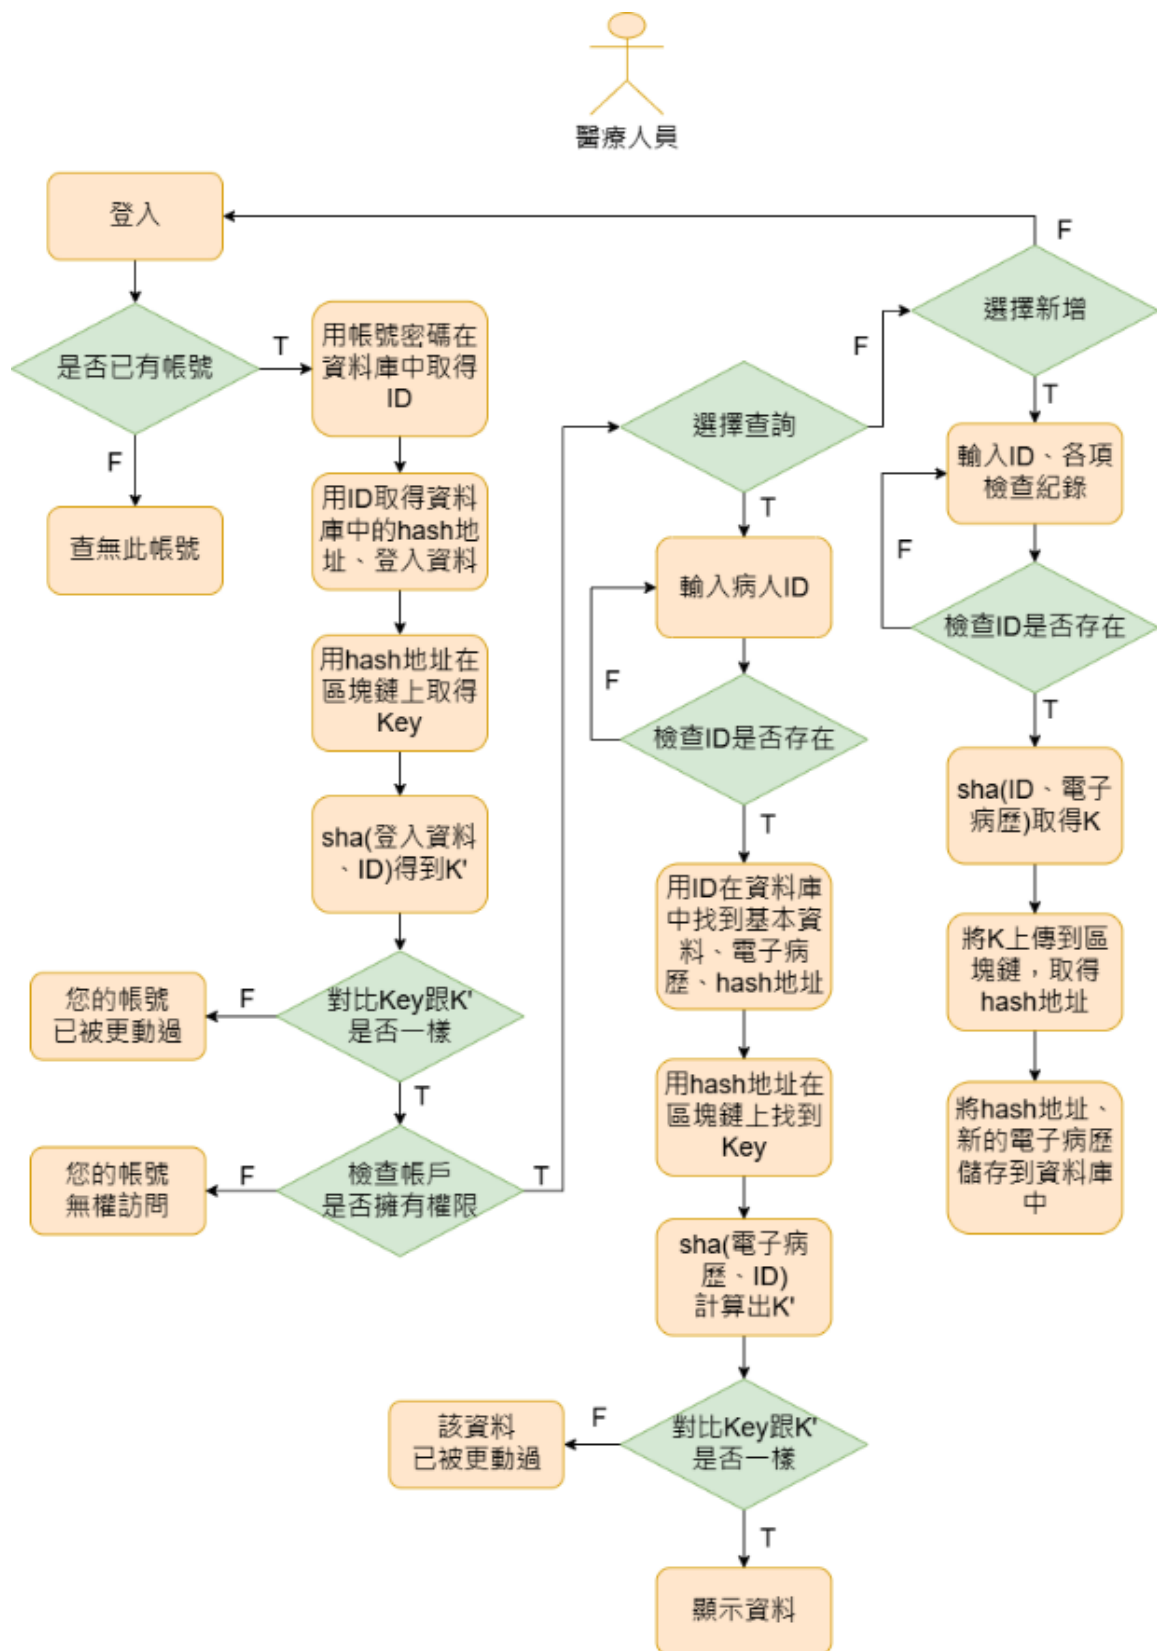 醫療人員
登入
是否已有帳號
T
F
查無此帳號
用帳號密碼在
資料庫中取得
ID
用ID取得資料
庫中的hash地
址、登入資料
用hash地址在
區塊鏈上取得
Key
sha(登入資料
、ID)得到K'
對比Key跟K'
是否一樣
F
您的帳號
已被更動過
T
檢查帳戶
是否擁有權限
F
您的帳號
無權訪問
T
選擇查詢
F
T
輸入病人ID
檢查ID是否存在
F
T
用ID在資料庫
中找到基本資
料、電子病
歷、hash地址
用hash地址在
區塊鏈上找到
Key
sha(電子病
歷、ID)
計算出K'
對比Key跟K'
是否一樣
F
該資料
已被更動過
T
顯示資料
選擇新增
F
T
輸入ID、各項
檢查紀錄
檢查ID是否存在
F
T
sha(ID、電子
病歷)取得K
將K上傳到區
塊鏈，取得
hash地址
將hash地址、
新的電子病歷
儲存到資料庫
中